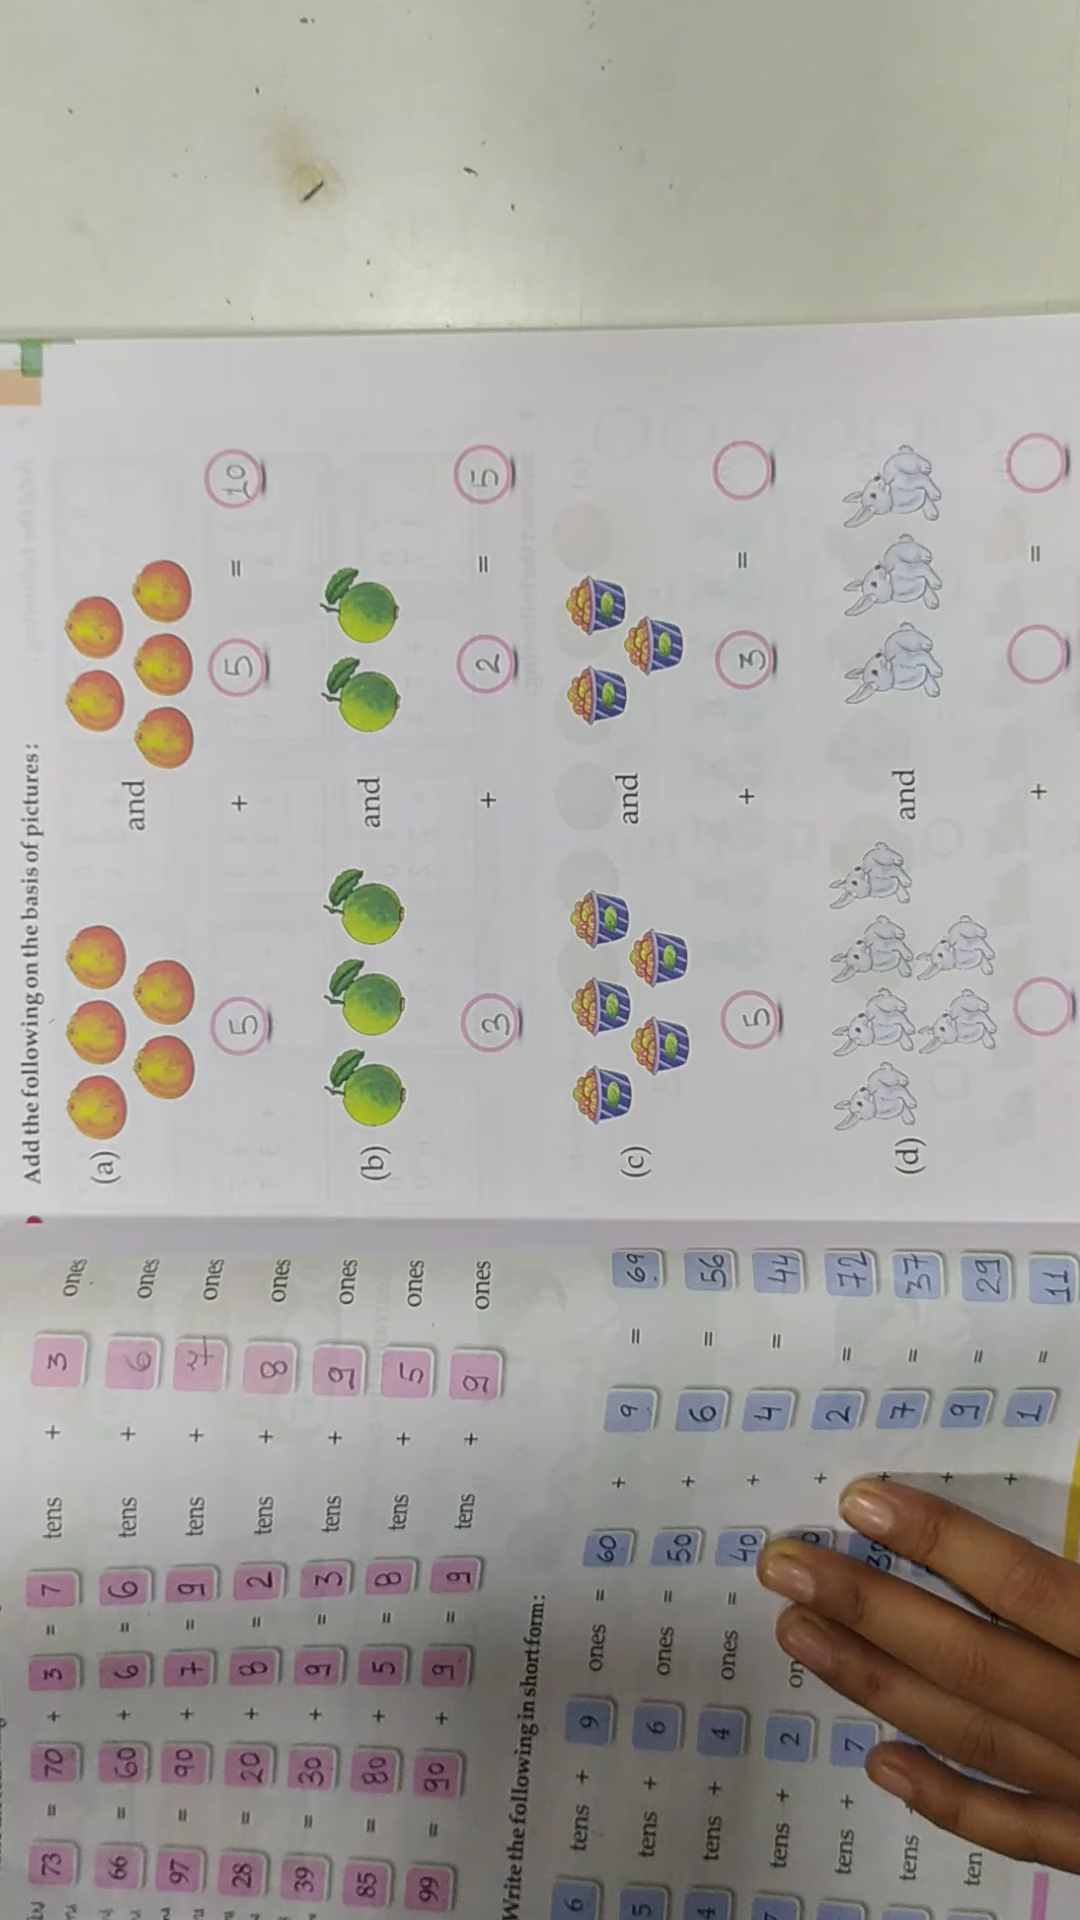 73 = 70 + 3 = 7 tens + 3 ones
66 = 60 + 6 = 6 tens + 6 ones
97 = 90 + 7 = 9 tens + 7 ones
28 = 20 + 8 = 2 tens + 8 ones
39 = 30 + 9 = 3 tens + 9 ones
85 = 80 + 5 = 8 tens + 5 ones
99 = 90 + 9 = 9 tens + 9 ones
Write the following in short form:
6 tens + 9 ones = 60 + 9 = 69
5 tens + 6 ones = 50 + 6 = 56
4 tens + 4 ones = 40 + 4 = 44
7 tens + 2 + 2 = 72
tens + 7 30 + 7 = 37
tens + 9 = 29
+ 1 = 11
Add the following on the basis of pictures:
(a) and
5 + 5 = 10
(b) and
3 + 2 = 5
(c) and
5 + 3 =
(d) and
+ =